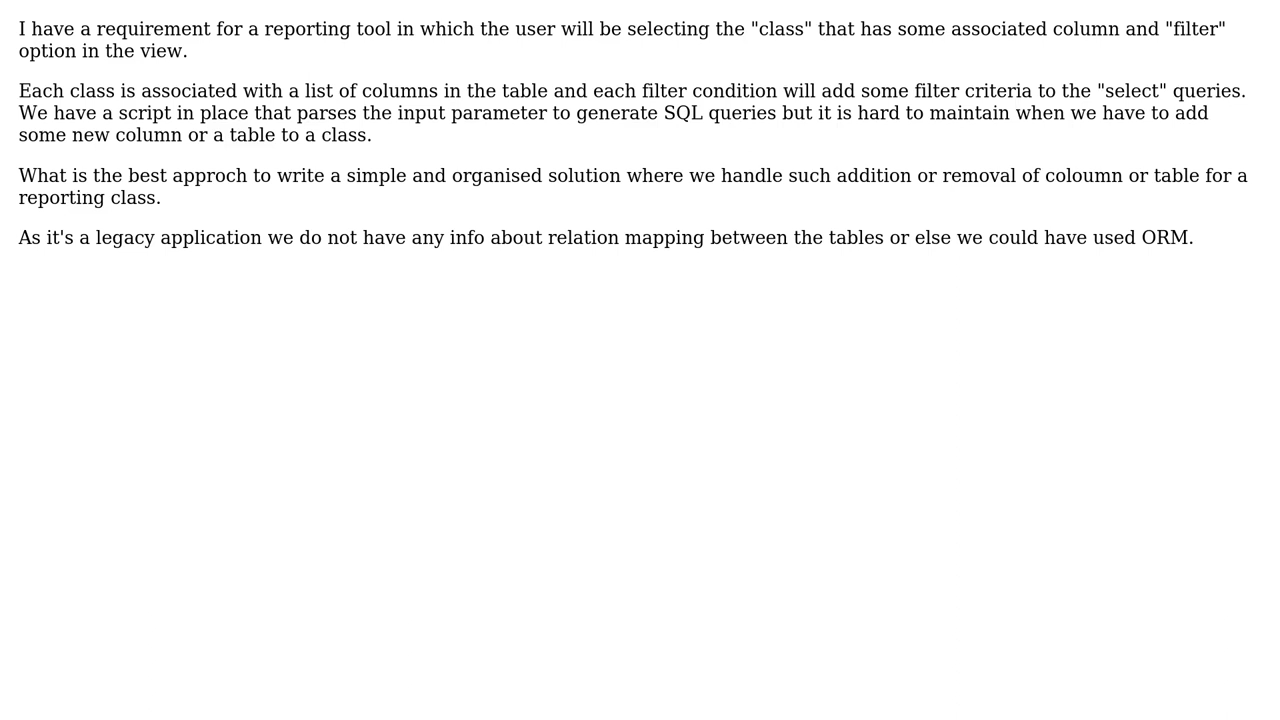 I have a requirement for a reporting tool in which the user will be selecting the "class" that has some associated column and "filter"
option in the view.
Each class is associated with a list of columns in the table and each filter condition will add some filter criteria to the "select" queries.
We have a script in place that parses the input parameter to generate SQL queries but it is hard to maintain when we have to add
some new column or a table to a class.
What is the best approch to write a simple and organised solution where we handle such addition or removal of coloumn or table for a
reporting class.
As it's a legacy application we do not have any info about relation mapping between the tables or else we could have used ORM.